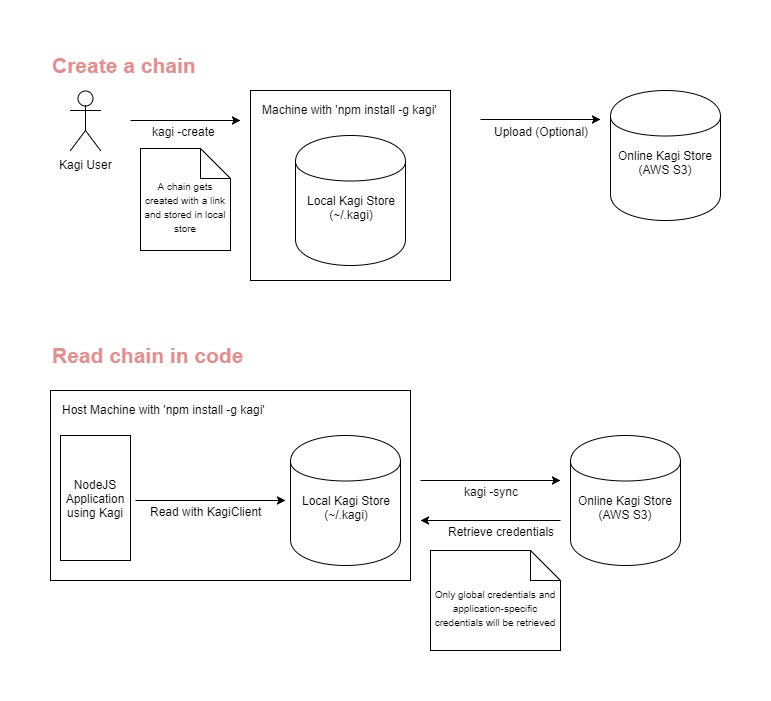 Create a chain
Kagi User
kagi -create
A chain gets
created with a link
and stored in local
store
Machine with 'npm install -g kagi'
Local Kagi Store
(~/.kagi)
Upload (Optional)
Online Kagi Store
(AWS S3)
Read chain in code
Host Machine with 'npm install -g kagi'
NodeJS
Application
using Kagi
Read with KagiClient
Local Kagi Store
(~/.kagi)
kagi -sync
Retrieve credentials
Only global credentials and
application-specific
credentials will be retrieved
Online Kagi Store
(AWS S3)